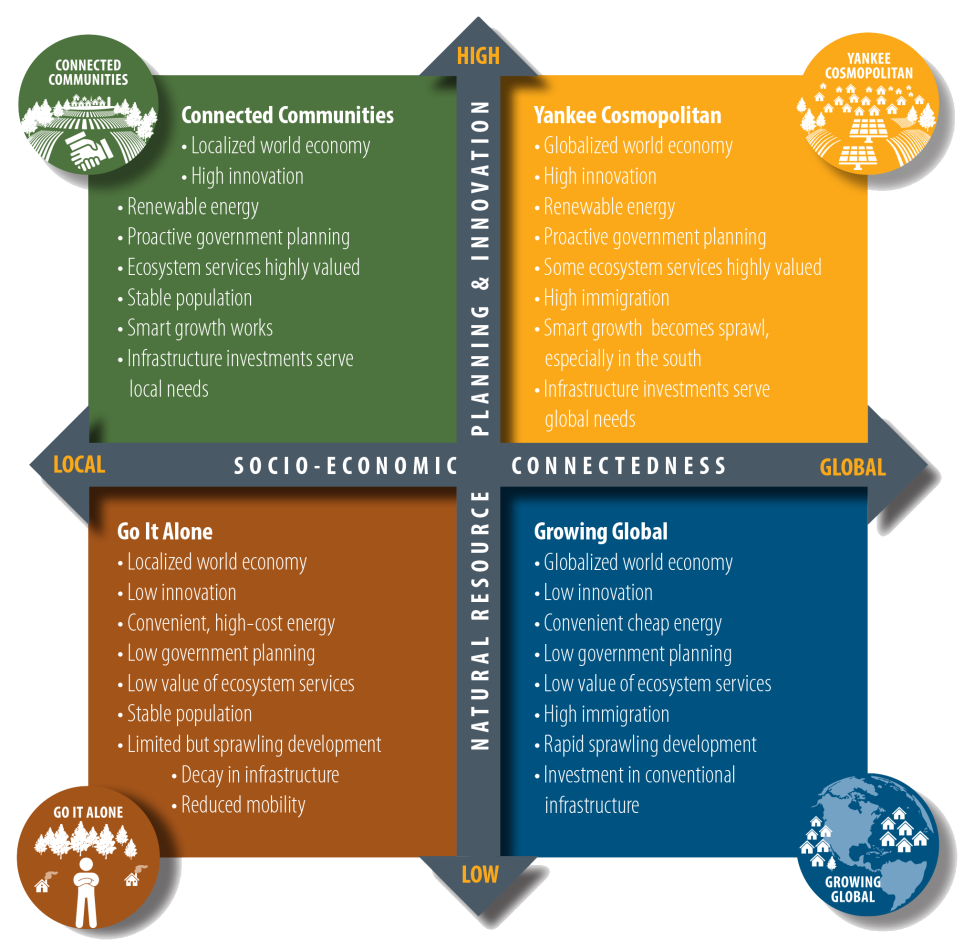 CONNECTED
COMMUNITIES
HIGH
YANKEE
COSMOPOLITAN
Connected Communities
• Localized world economy
• High innovation
• Renewable energy
• Proactive government planning
• Ecosystem services highly valued
• Stable population
• Smart growth works
• Infrastructure investments serve
local needs
Yankee Cosmopolitan
• Globalized world economy
• High innovation
• Renewable energy
• Proactive government planning
• Some ecosystem services highly valued
• High immigration
• Smart growth becomes sprawl,
especially in the south
• Infrastructure investments serve
global needs
NATURAL RESOURCE PLANNING & INNOVATION
LOCAL
SOCIO-ECONOMIC CONNECTEDNESS
GLOBAL
Go It Alone
• Localized world economy
• Low innovation
• Convenient, high-cost energy
• Low government planning
• Low value of ecosystem services
• Stable population
• Limited but sprawling development
• Decay in infrastructure
• Reduced mobility
Growing Global
• Globalized world economy
• Low innovation
• Convenient cheap energy
• Low government planning
• Low value of ecosystem services
• High immigration
• Rapid sprawling development
• Investment in conventional
infrastructure
GO IT ALONE
LOW
GROWING
GLOBAL